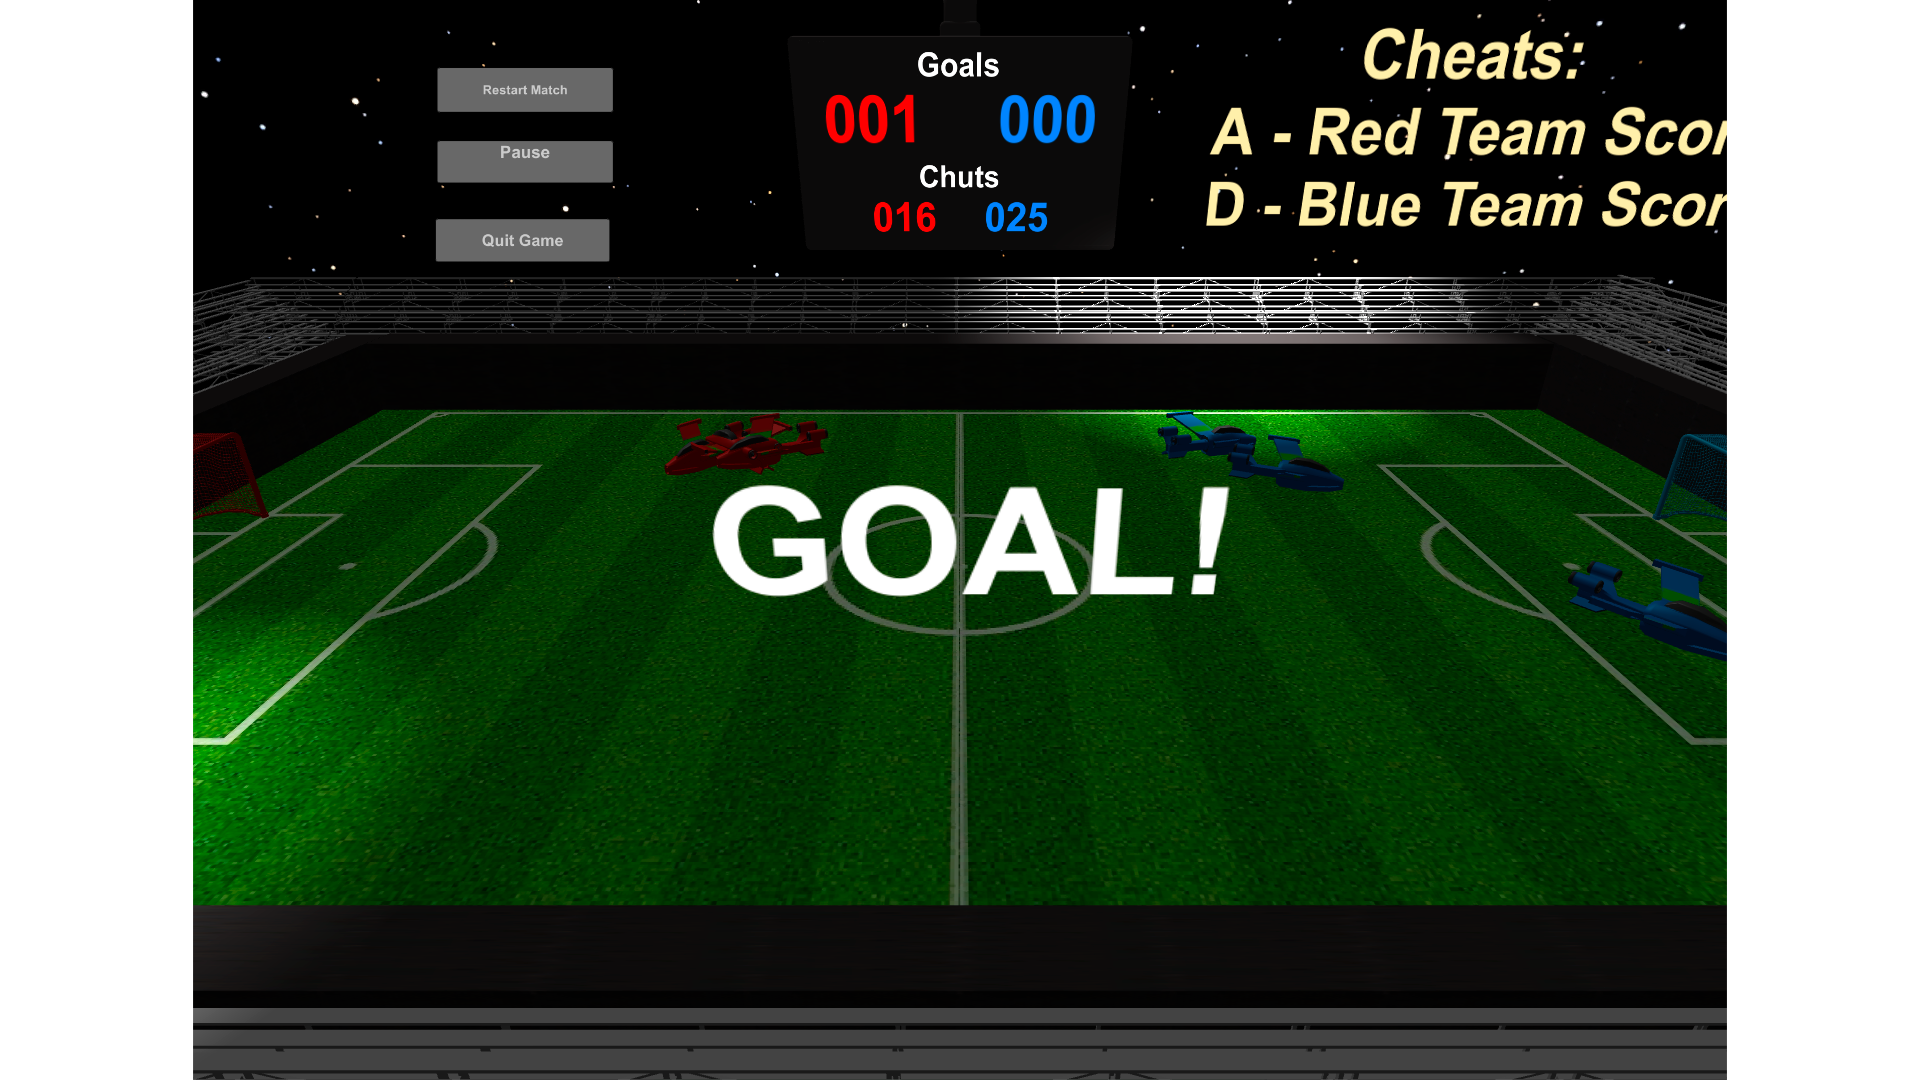 Restart Match
Pause
Quit Game
Goals
001 000
Chuts
016 025
Cheats:
A - Red Team Scor
D - Blue Team Scor
GOAL!